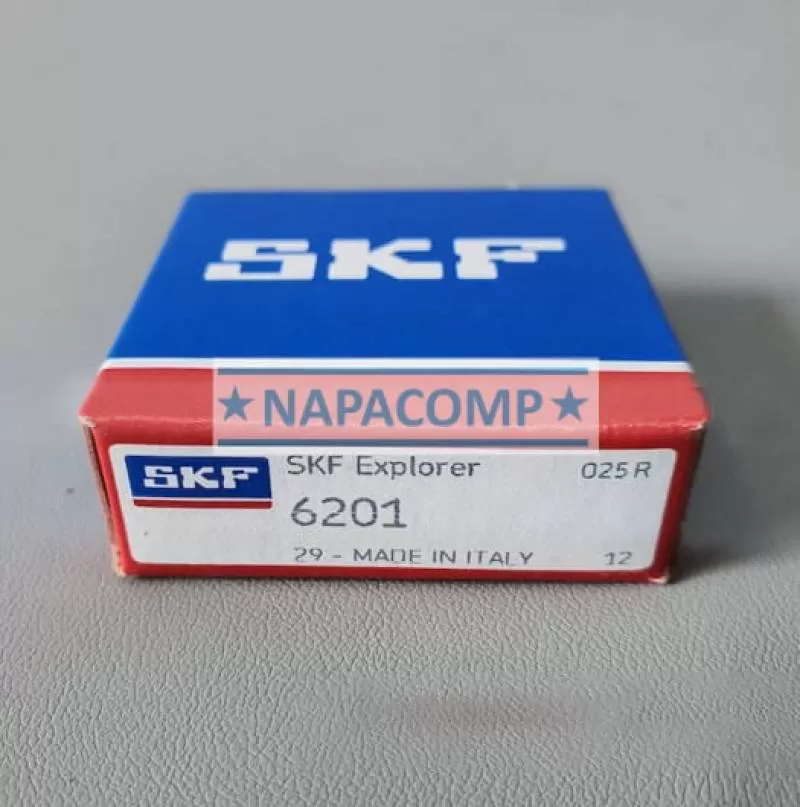 SKF
★NAPACOMP★
SKF
SKF Explorer
025 R
6201
29 - MADE IN ITALY
12